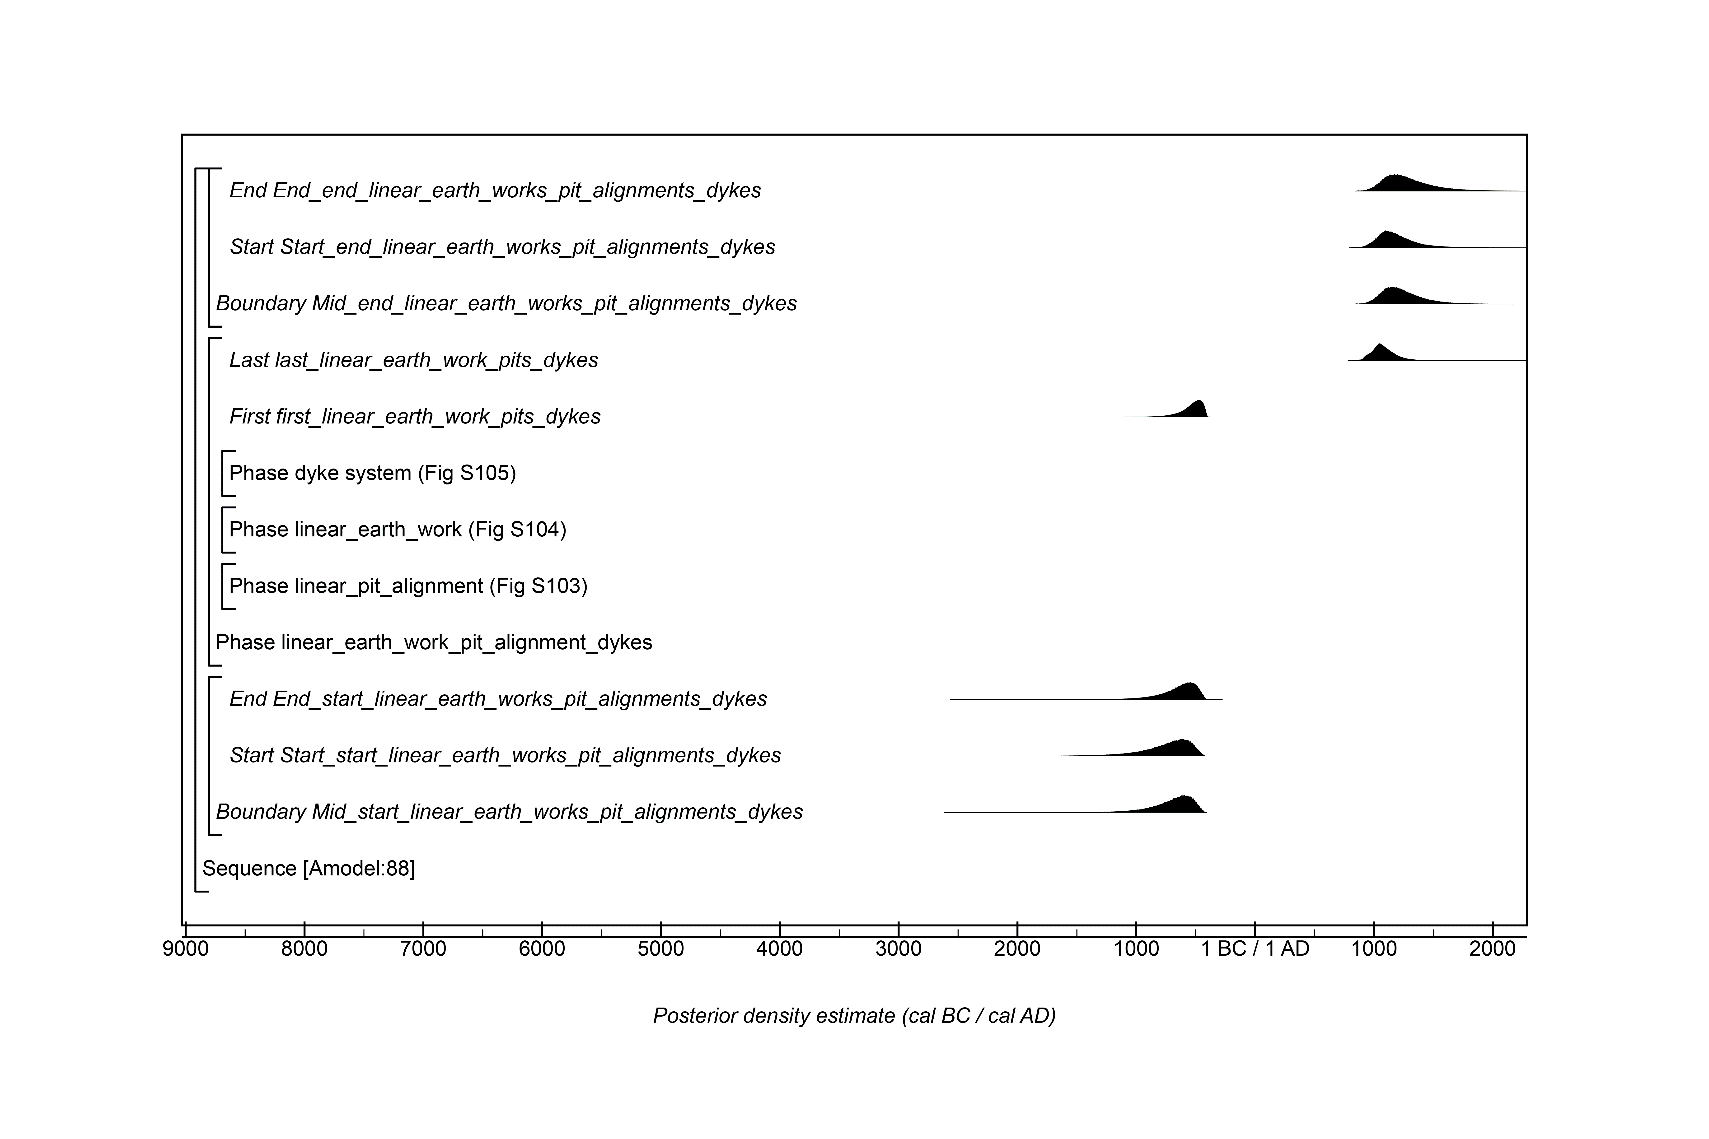 End End_end_linear_earth_works_pit_alignments_dykes
Start Start_end_linear_earth_works_pit_alignments_dykes
Boundary Mid_end_linear_earth_works_pit_alignments_dykes
Last last_linear_earth_work_pits_dykes
First first_linear_earth_work_pits_dykes
Phase dyke system (Fig S105)
Phase linear_earth_work (Fig S104)
Phase linear_pit_alignment (Fig S103)
Phase linear_earth_work_pit_alignment_dykes
End End_start_linear_earth_works_pit_alignments_dykes
Start Start_start_linear_earth_works_pit_alignments_dykes
Boundary Mid_start_linear_earth_works_pit_alignments_dykes
Sequence [Amodel:88]
9000 8000 7000 6000 5000 4000 3000 2000 1000 1 BC / 1 AD 1000 2000
Posterior density estimate (cal BC / cal AD)